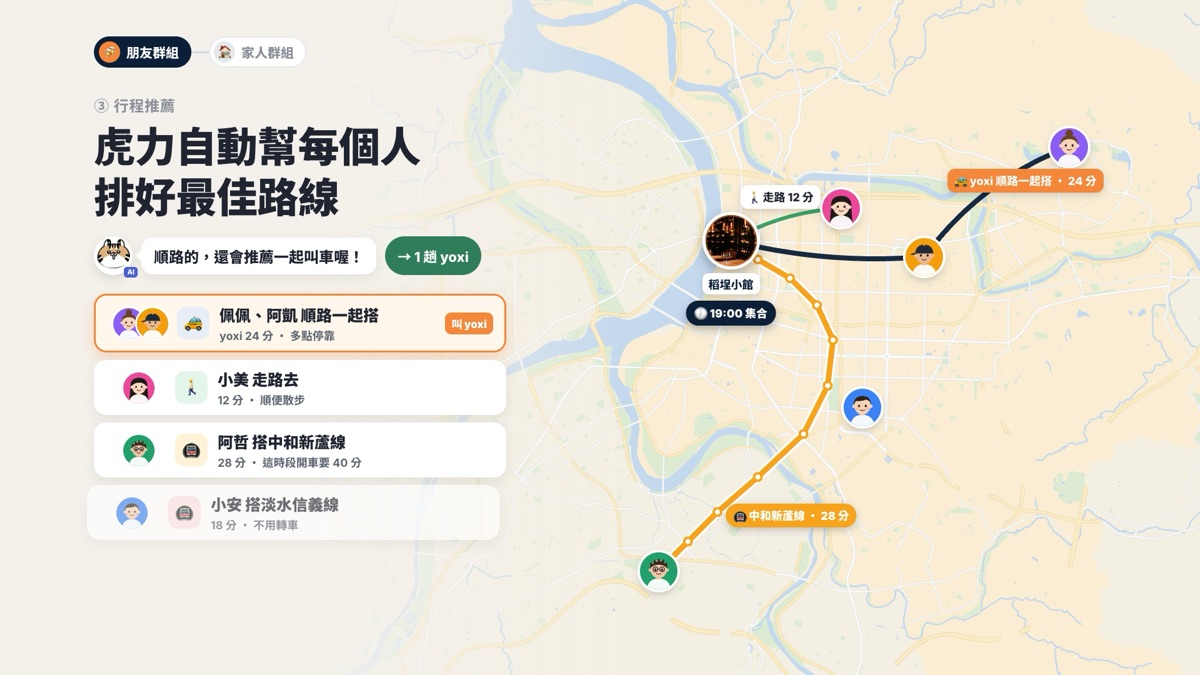 朋友群組
家人群組
③ 行程推薦
虎力自動幫每個人
排好最佳路線
AI
順路的，還會推薦一起叫車喔！
→ 1 趟 yoxi
佩佩、阿凱 順路一起搭
yoxi 24 分 · 多點停靠
叫 yoxi
小美 走路去
12 分 · 順便散步
阿哲 搭中和新蘆線
28 分 · 這時段開車要 40 分
小安 搭淡水信義線
18 分 · 不用轉車
yoxi 順路一起搭 · 24 分
走路 12 分
稻埕小館
19:00 集合
中和新蘆線 · 28 分